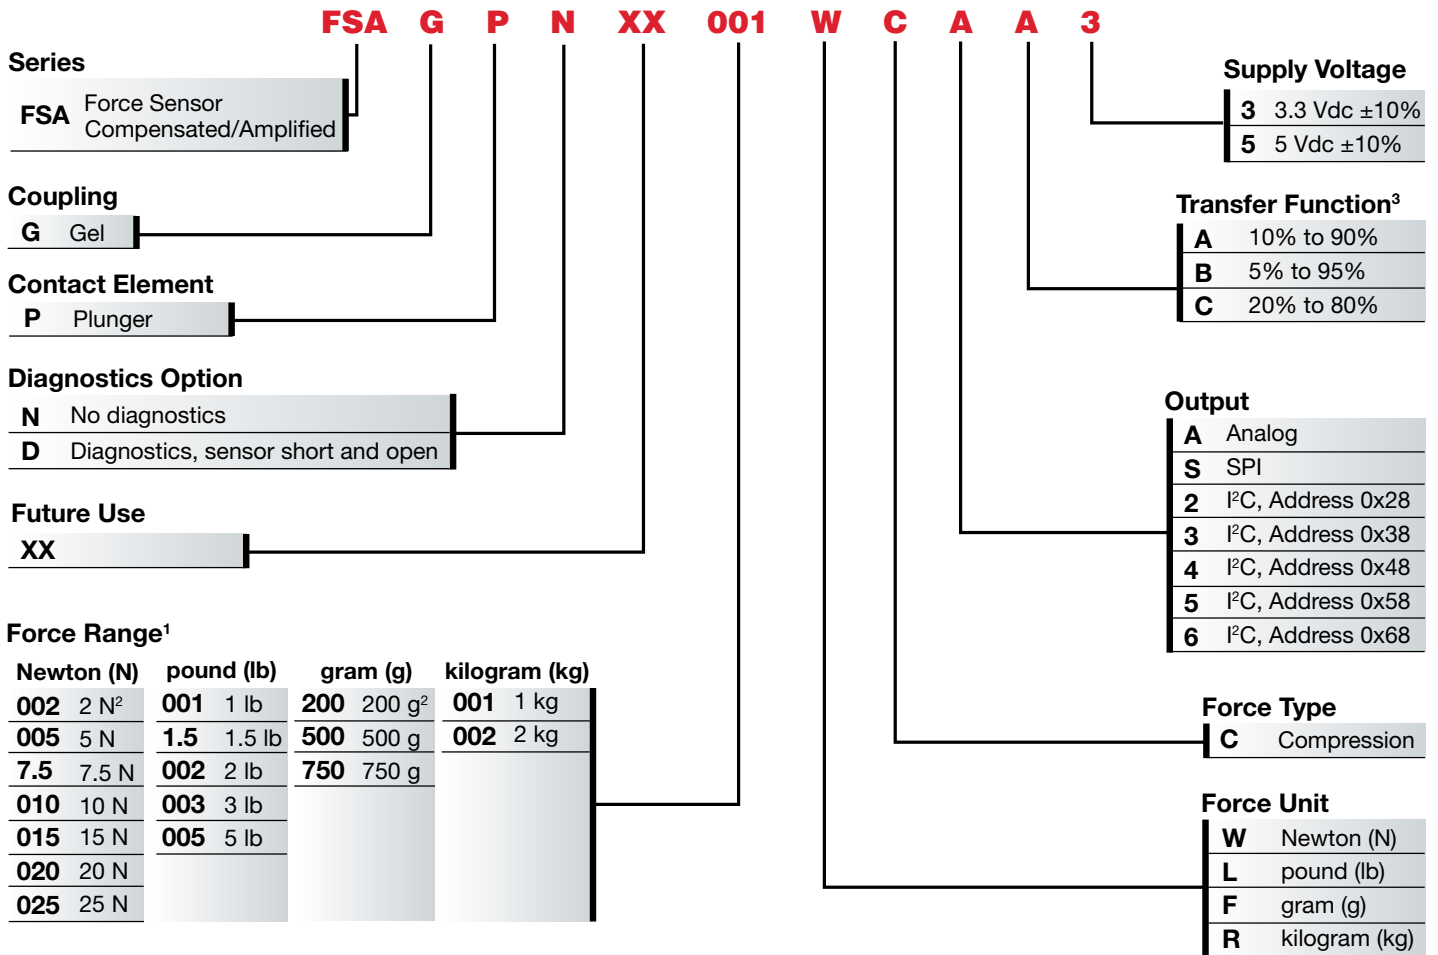 FSA G P N XX 001 W C A A 3
Series
FSA Force Sensor
Compensated/Amplified
Coupling
G Gel
Contact Element
P Plunger
Diagnostics Option
N No diagnostics
D Diagnostics, sensor short and open
Future Use
XX
Force Range¹
Newton (N) pound (lb) gram (g) kilogram (kg)
002 2 N² 001 1 lb 200 200 g² 001 1 kg
005 5 N 1.5 1.5 lb 500 500 g 002 2 kg
7.5 7.5 N 002 2 lb 750 750 g
010 10 N 003 3 lb
015 15 N 005 5 lb
020 20 N
025 25 N
Supply Voltage
3 3.3 Vdc ±10%
5 5 Vdc ±10%
Transfer Function³
A 10% to 90%
B 5% to 95%
C 20% to 80%
Output
A Analog
S SPI
2 I²C, Address 0x28
3 I²C, Address 0x38
4 I²C, Address 0x48
5 I²C, Address 0x58
6 I²C, Address 0x68
Force Type
C Compression
Force Unit
W Newton (N)
L pound (lb)
F gram (g)
R kilogram (kg)